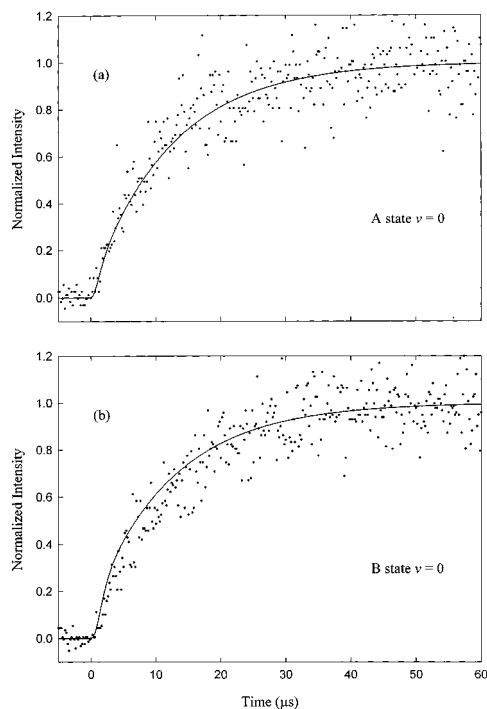 1.2
1.0
0.8
0.6
0.4
0.2
0.0
Normalized Intensity
(a)
A state v = 0
1.2
1.0
0.8
0.6
0.4
0.2
0.0
Normalized Intensity
(b)
B state v = 0
0 10 20 30 40 50 60
Time (µs)